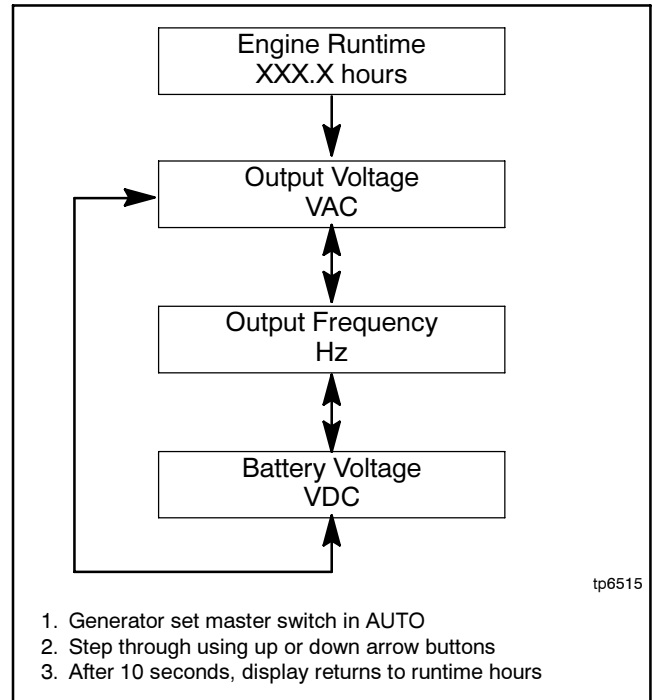 Engine Runtime
XXX.X hours
Output Voltage
VAC
Output Frequency
Hz
Battery Voltage
VDC
tp6515
1. Generator set master switch in AUTO
2. Step through using up or down arrow buttons
3. After 10 seconds, display returns to runtime hours